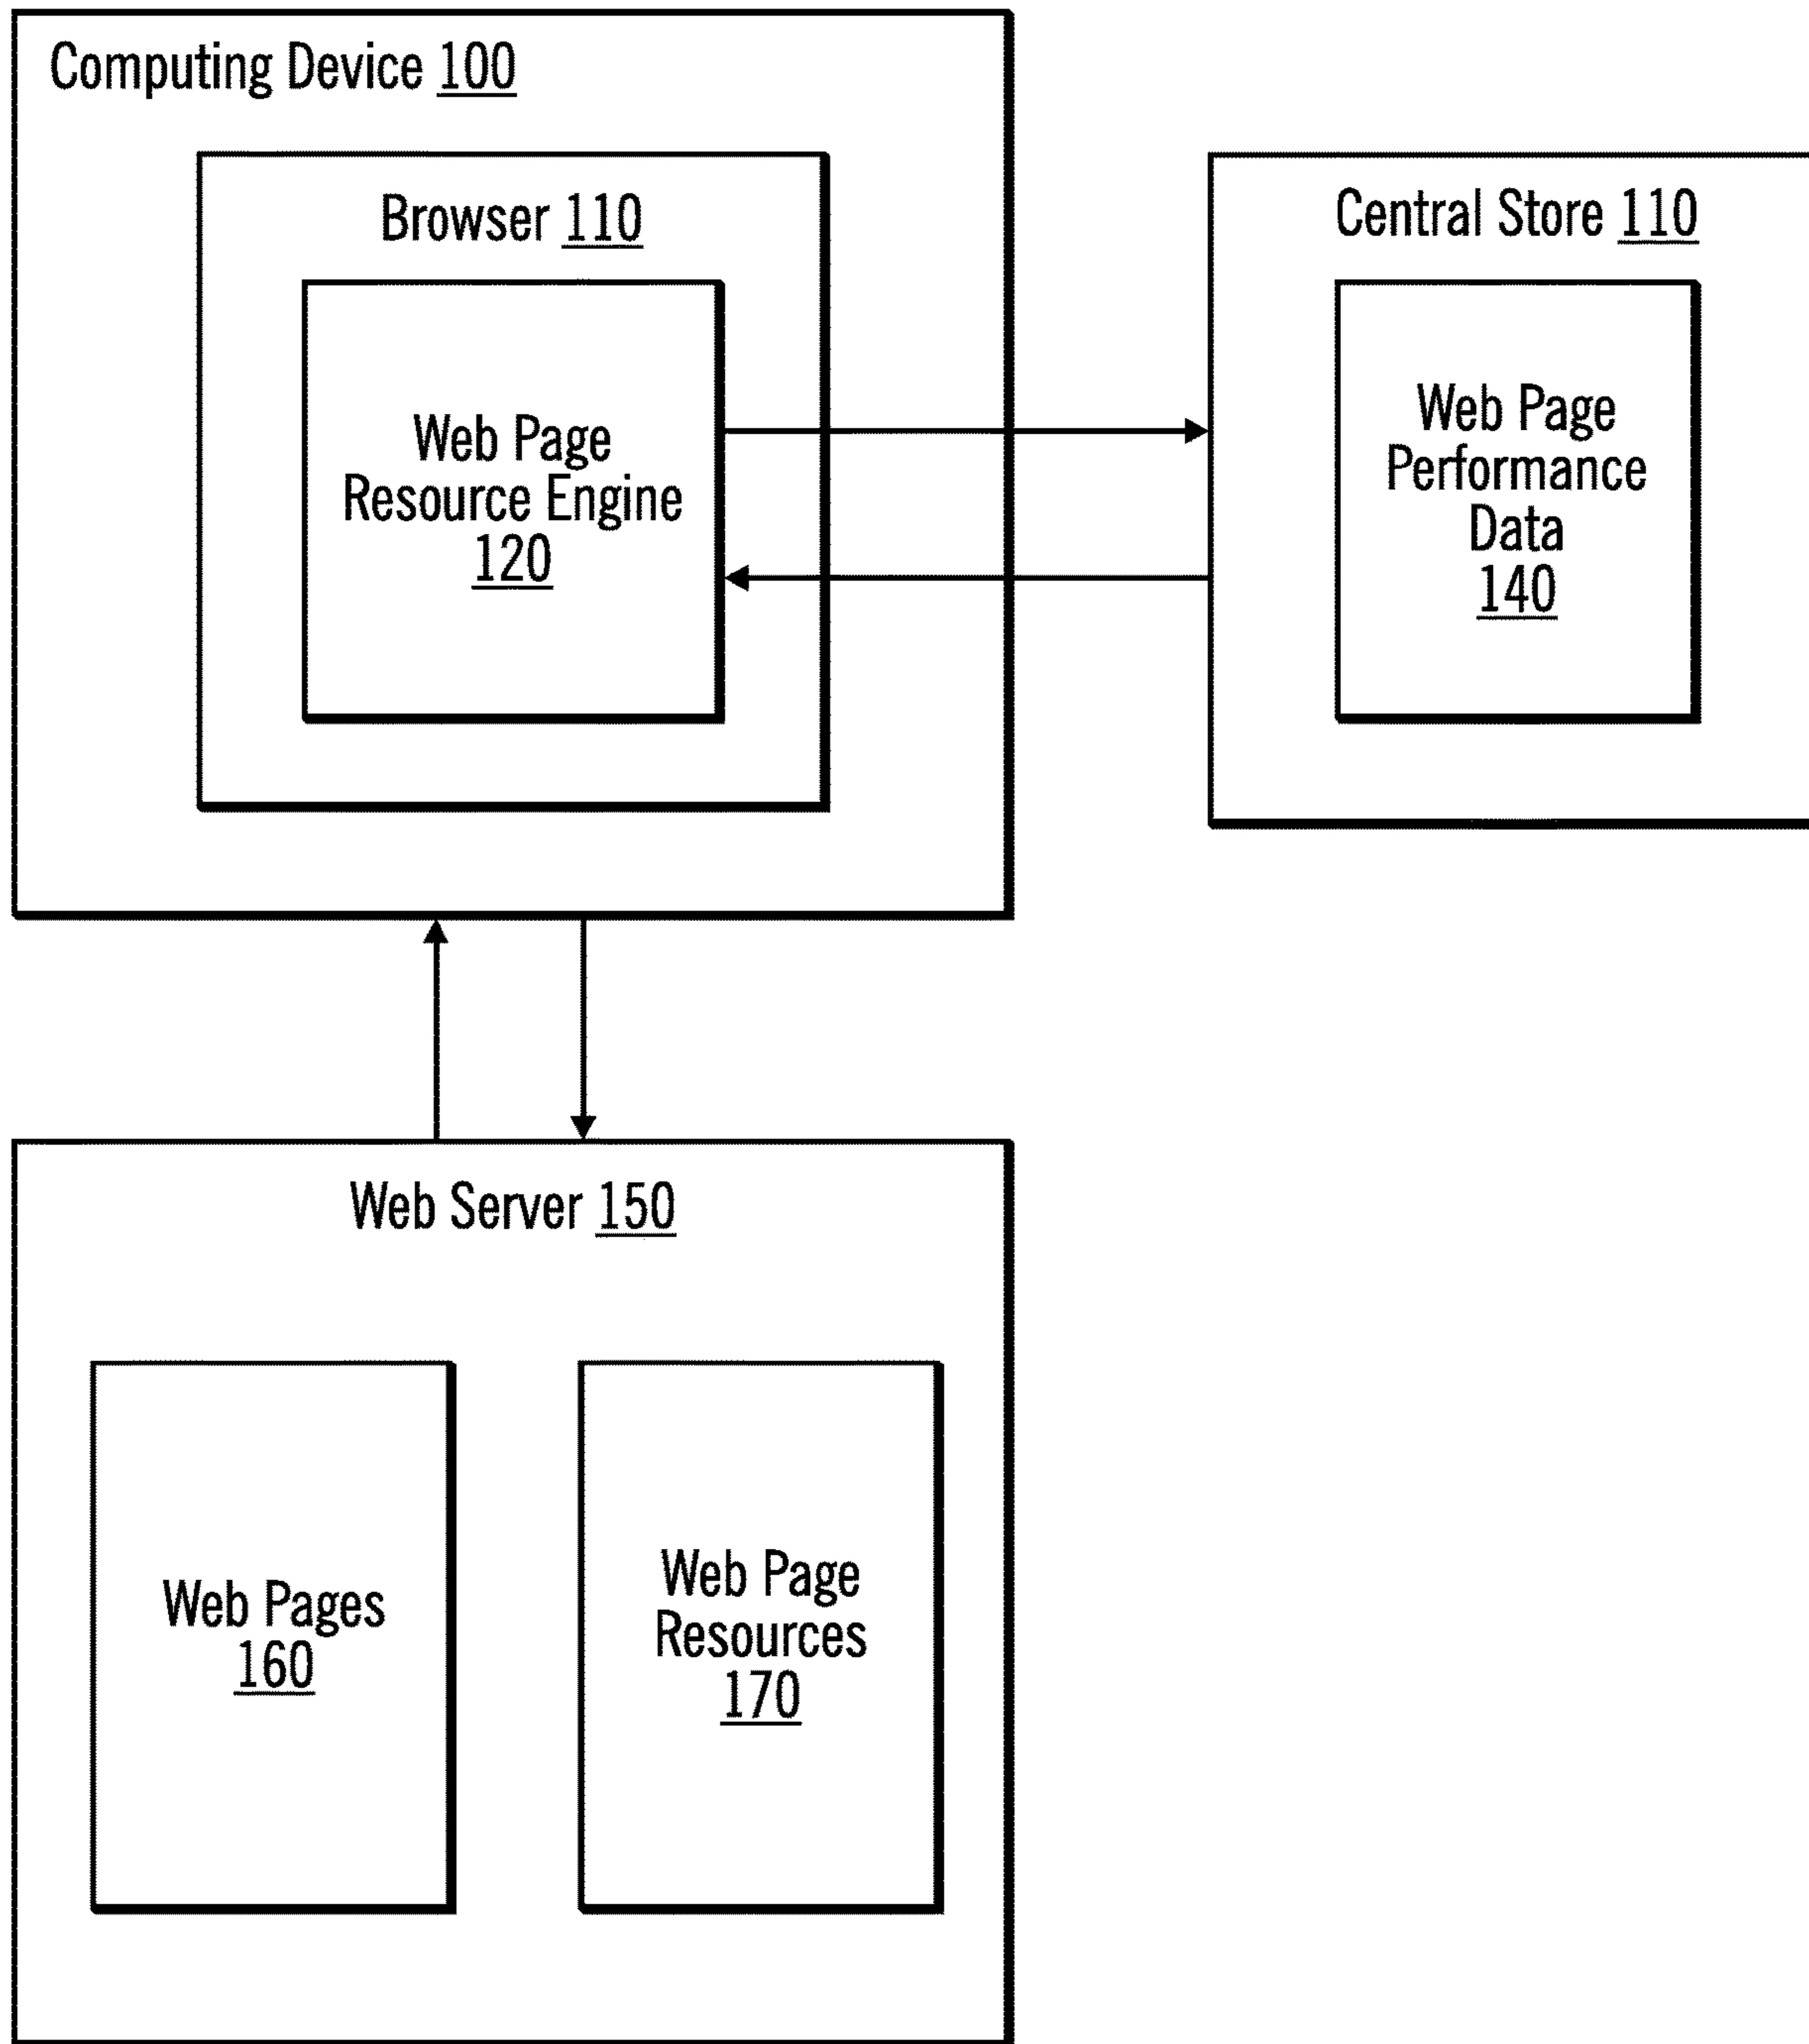 Computing Device 100
Browser 110
Web Page
Resource Engine
120
Central Store 110
Web Page
Performance
Data
140
Web Server 150
Web Pages
160
Web Page
Resources
170